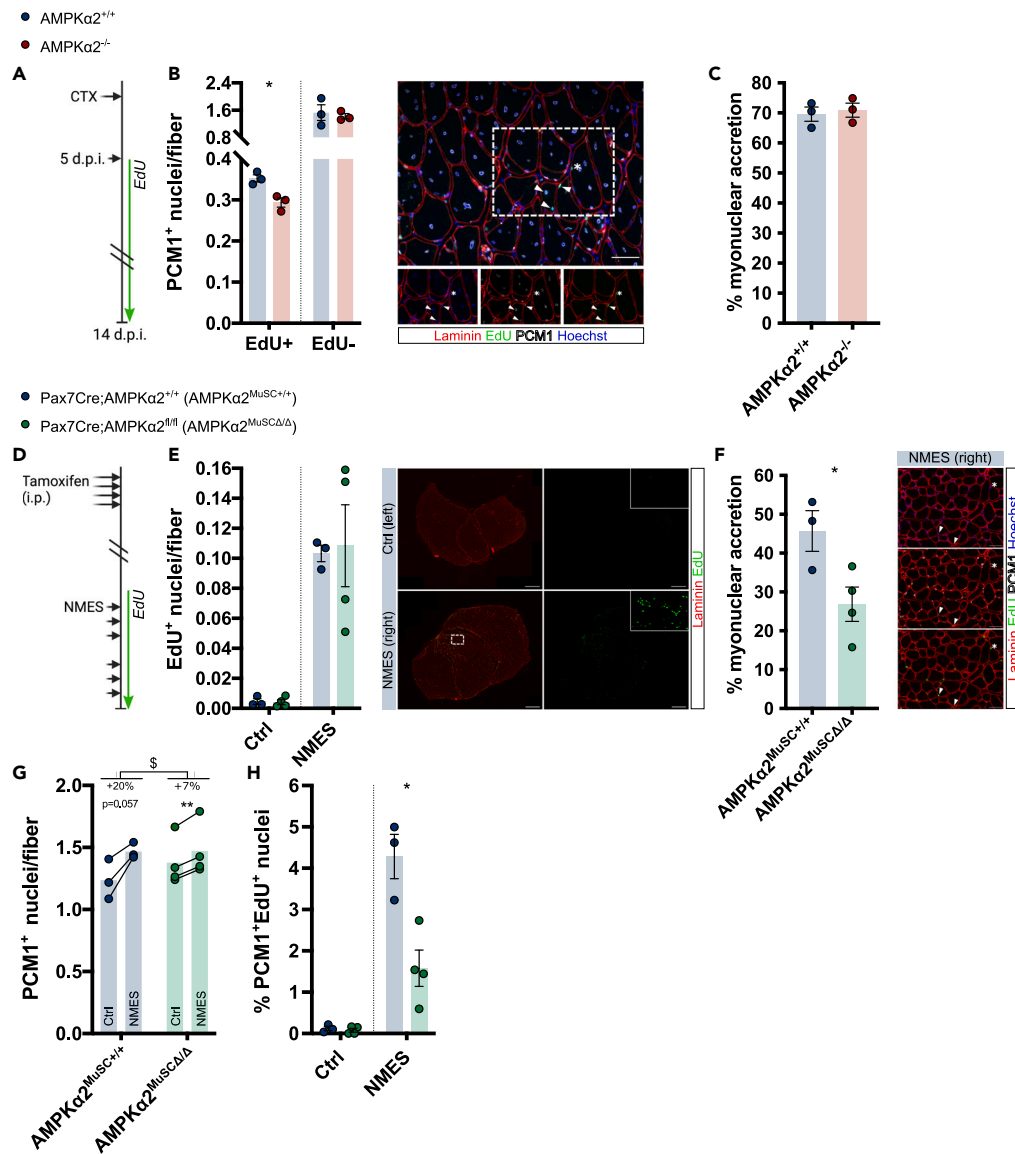 AMPKα2+/+
AMPKα2-/-
A
CTX
5 d.p.i.
EdU
14 d.p.i.
B
PCM1+ nuclei/fiber
*
1.4
0.8
0.4
0.3
0.2
0.1
0.0
EdU+
EdU-
*
*
*
*
Laminin EdU PCM1 Hoechst
C
% myonuclear accretion
80
70
60
50
40
30
20
10
0
AMPKα2+/+
AMPKα2-/-
Pax7Cre;AMPKα2+/+ (AMPKα2MuSC+/+)
Pax7Cre;AMPKα2fl/fl (AMPKα2MuSCΔ/Δ)
D
Tamoxifen
(i.p.)
NMES
EdU
E
EdU+ nuclei/fiber
0.16
0.14
0.12
0.10
0.08
0.06
0.04
0.02
0.00
Ctrl
NMES
Ctrl (left)
NMES (right)
Laminin EdU
F
% myonuclear accretion
*
60
50
40
30
20
10
0
AMPKα2MuSC+/+
AMPKα2MuSCΔ/Δ
NMES (right)
*
*
*
Laminin EdU PCM1 Hoechst
G
PCM1+ nuclei/fiber
$
+20%
+7%
p=0.057
**
2.0
1.5
1.0
0.5
0.0
Ctrl
NMES
Ctrl
NMES
AMPKα2MuSC+/+
AMPKα2MuSCΔ/Δ
H
% PCM1+EdU+ nuclei
*
6
5
4
3
2
1
0
Ctrl
NMES